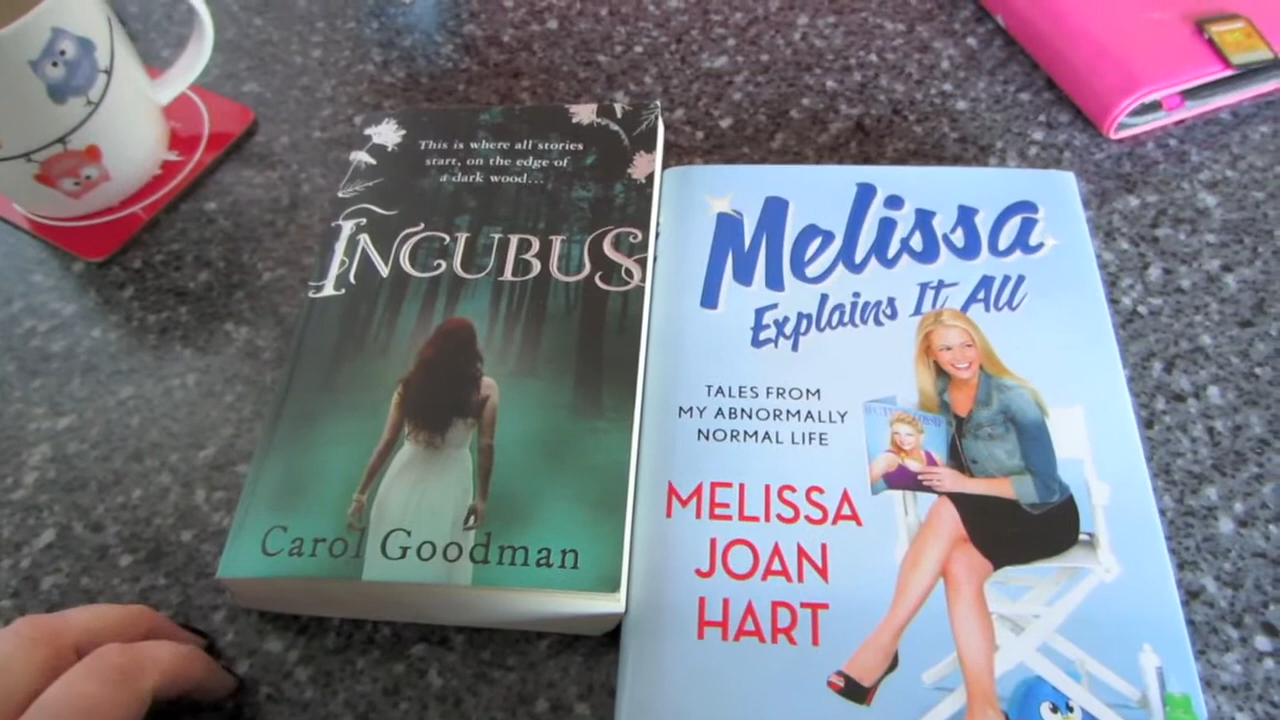 This is where all stories
start, on the edge of
a dark wood...
INCUBUS
Carol Goodman
Melissa
Explains It All
TALES FROM
MY ABNORMALLY
NORMAL LIFE
MELISSA
JOAN
HART